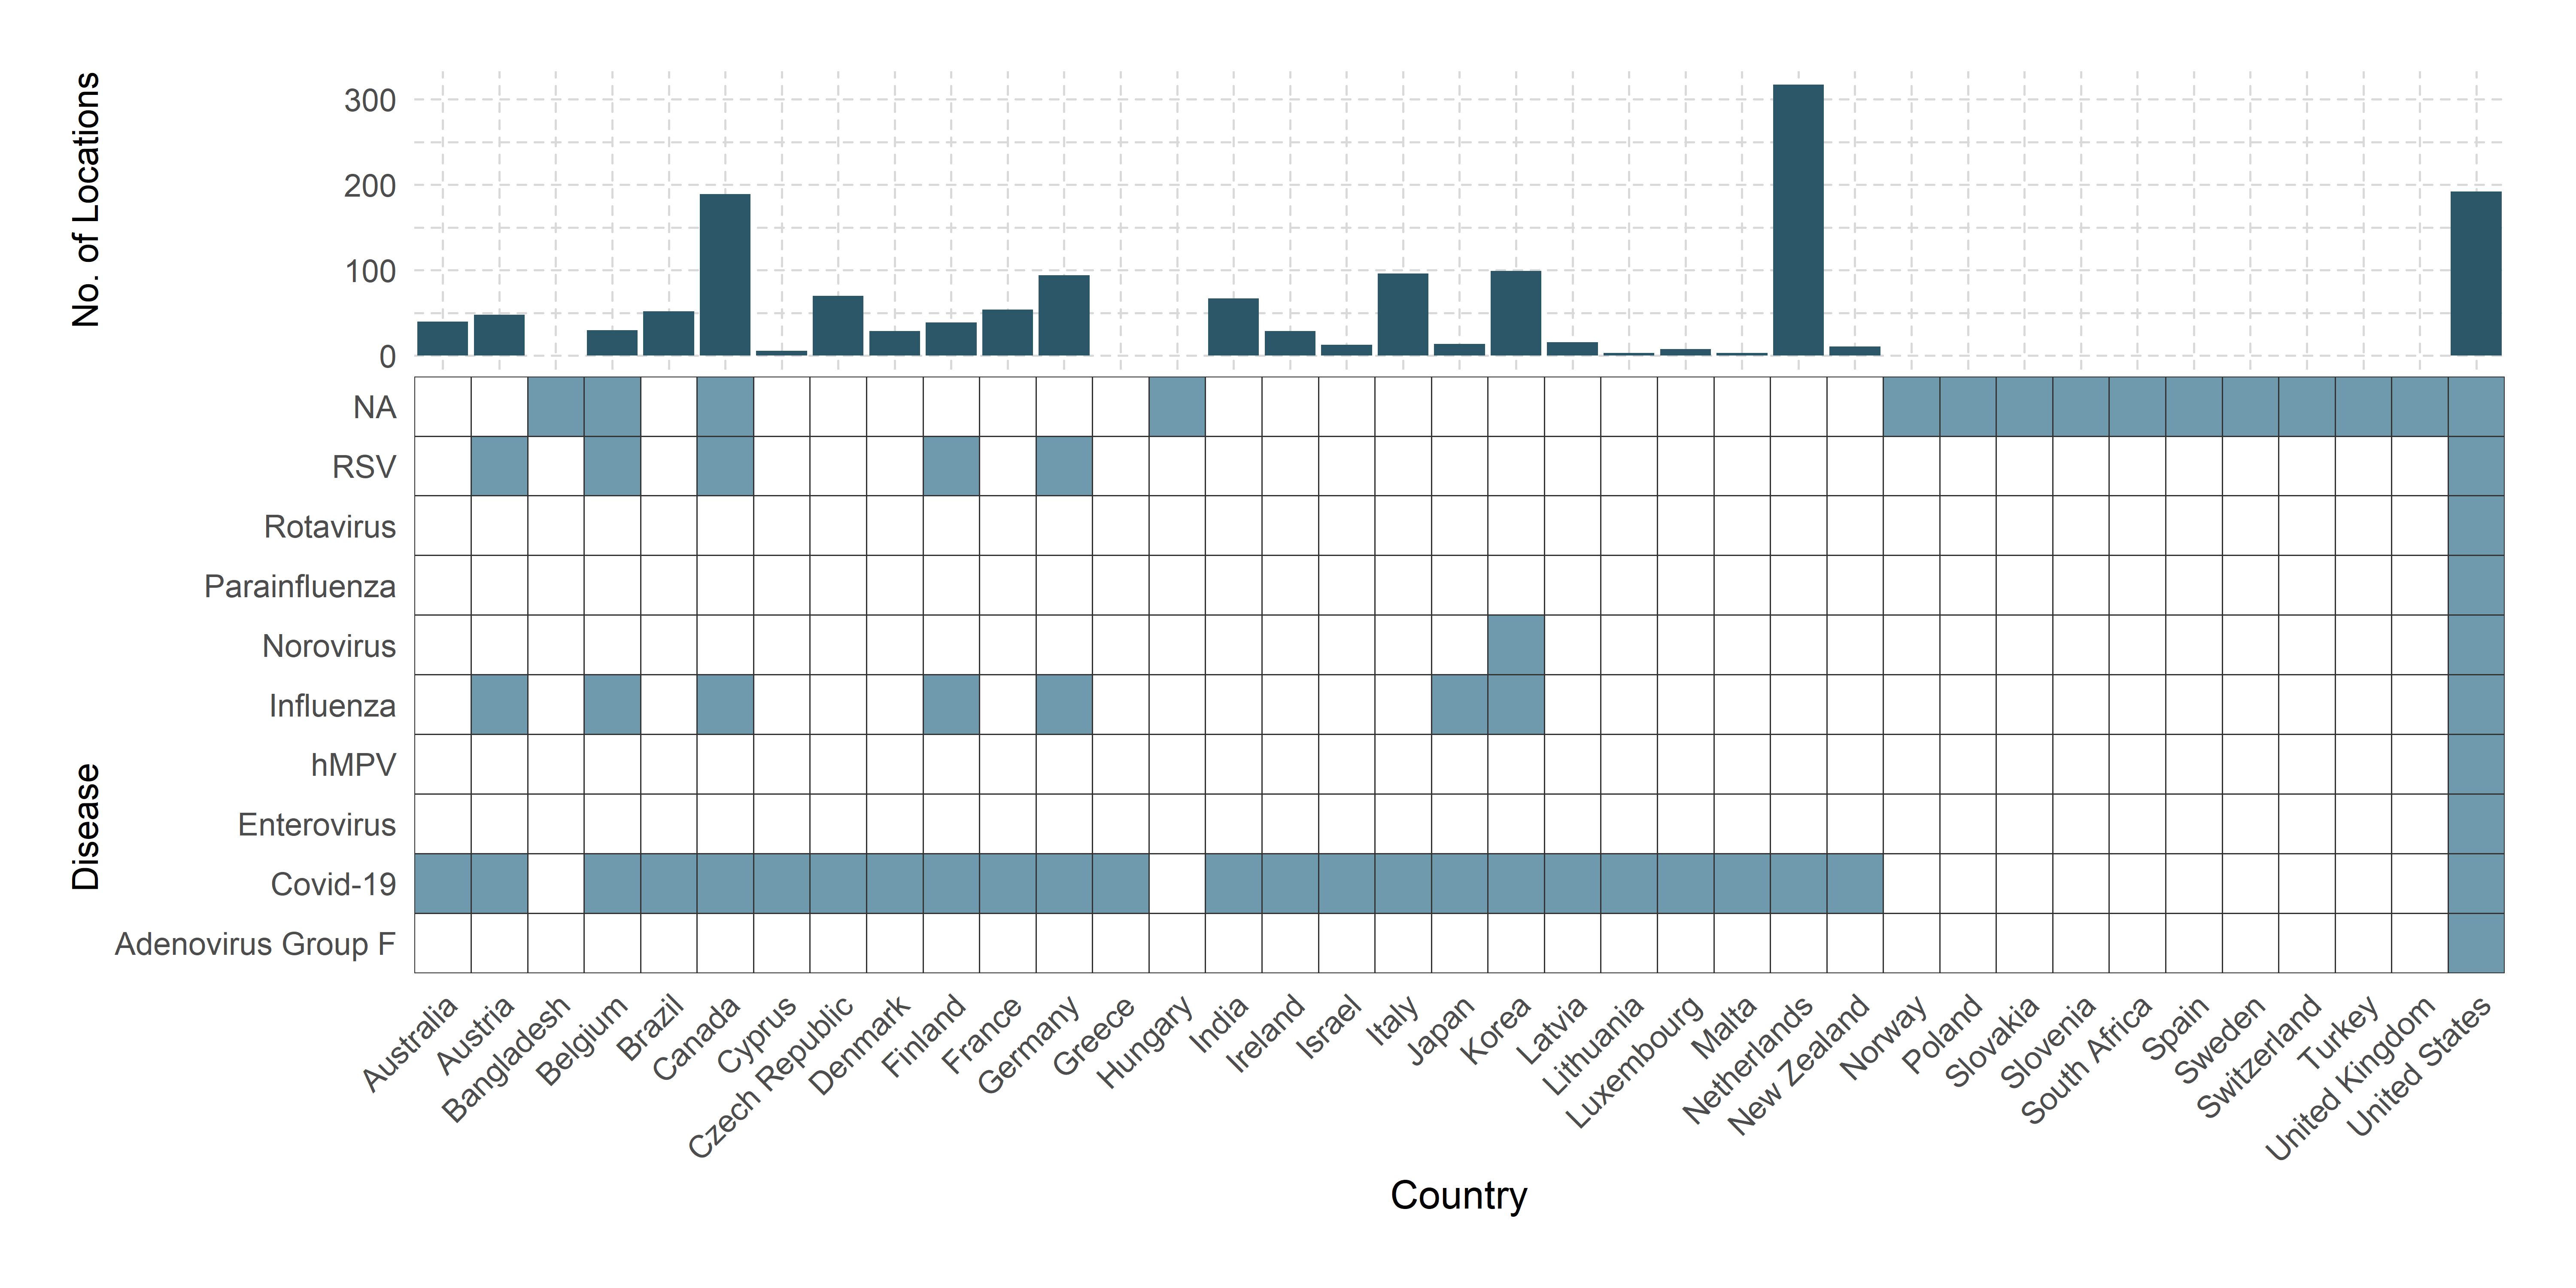 No. of Locations
300
200
100
0
Disease
NA
RSV
Rotavirus
Parainfluenza
Norovirus
Influenza
hMPV
Enterovirus
Covid-19
Adenovirus Group F
Australia
Austria
Bangladesh
Belgium
Brazil
Canada
Cyprus
Czech Republic
Denmark
Finland
France
Germany
Greece
Hungary
India
Ireland
Israel
Italy
Japan
Korea
Latvia
Lithuania
Luxembourg
Malta
Netherlands
New Zealand
Norway
Poland
Slovakia
Slovenia
South Africa
Spain
Sweden
Switzerland
Turkey
United Kingdom
United States
Country